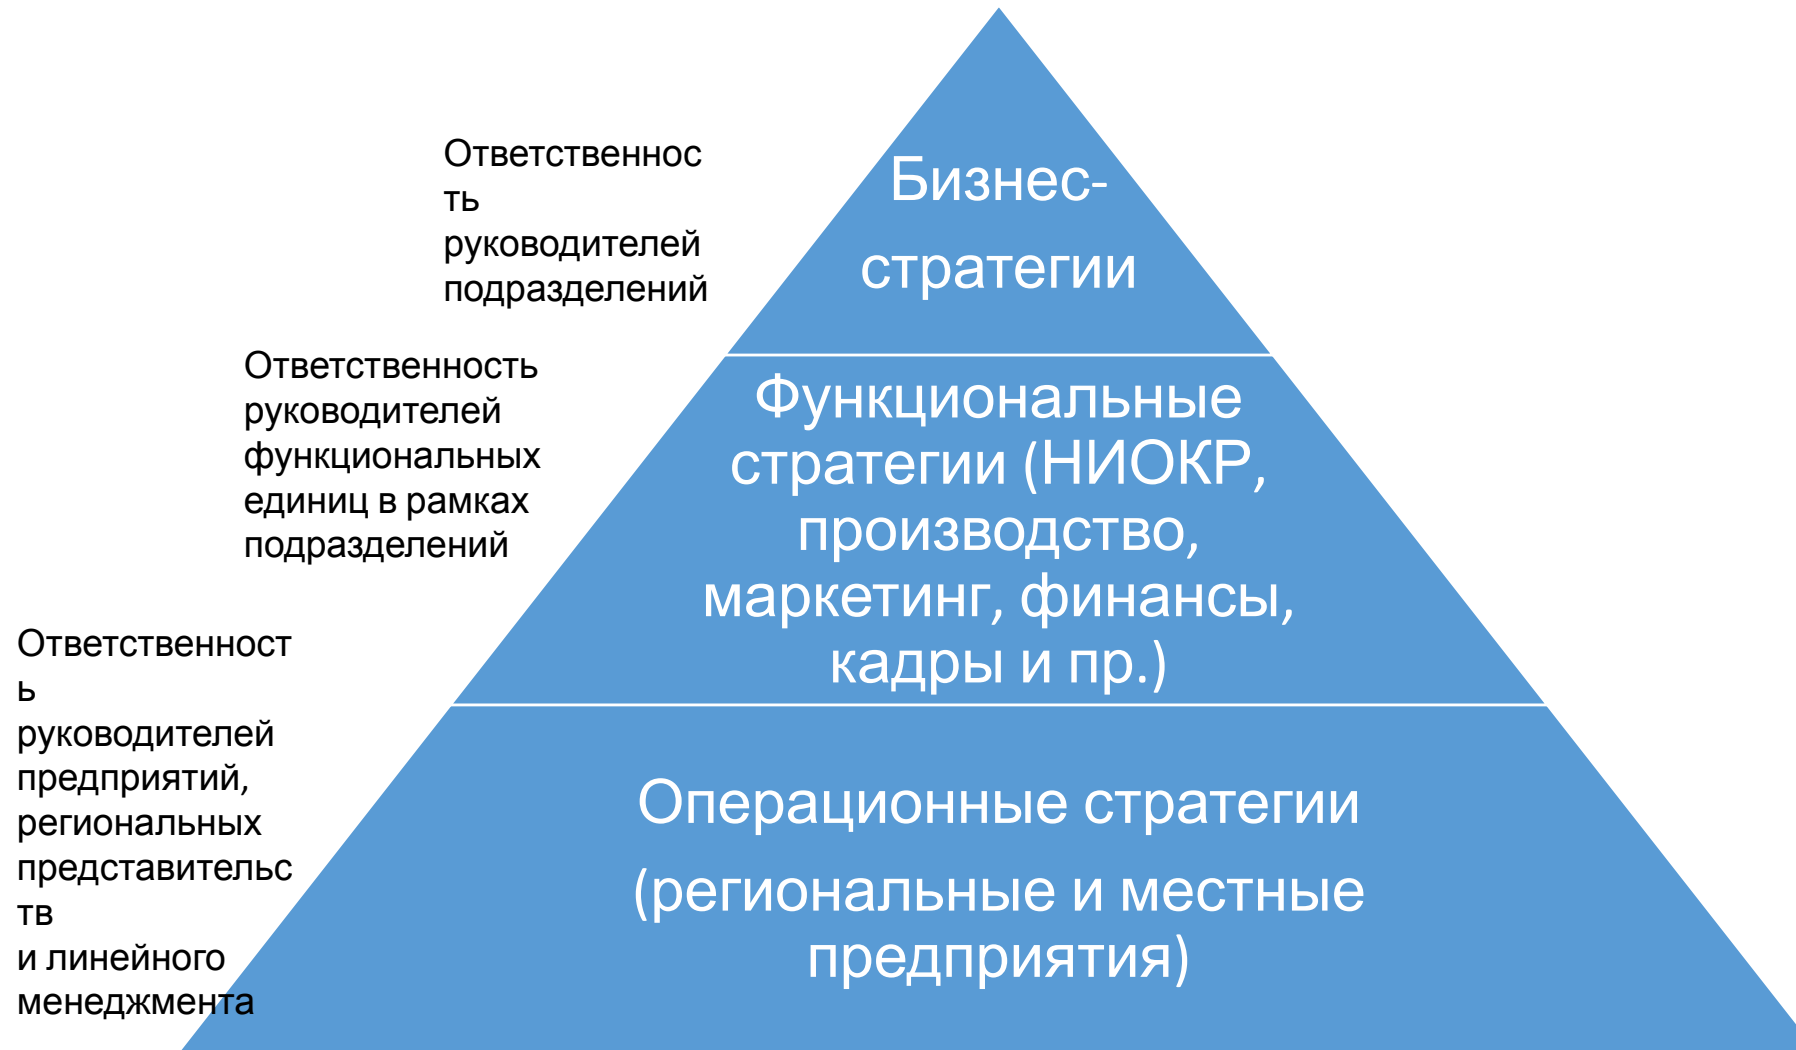 Ответственнос
ть
руководителей
подразделений
Бизнес-
стратегии
Ответственность
руководителей
функциональных
единиц в рамках
подразделений
Функциональные
стратегии (НИОКР,
производство,
маркетинг, финансы,
кадры и пр.)
Ответственност
ь
руководителей
предприятий,
региональных
представительс
тв
и линейного
менеджмента
Операционные стратегии
(региональные и местные
предприятия)